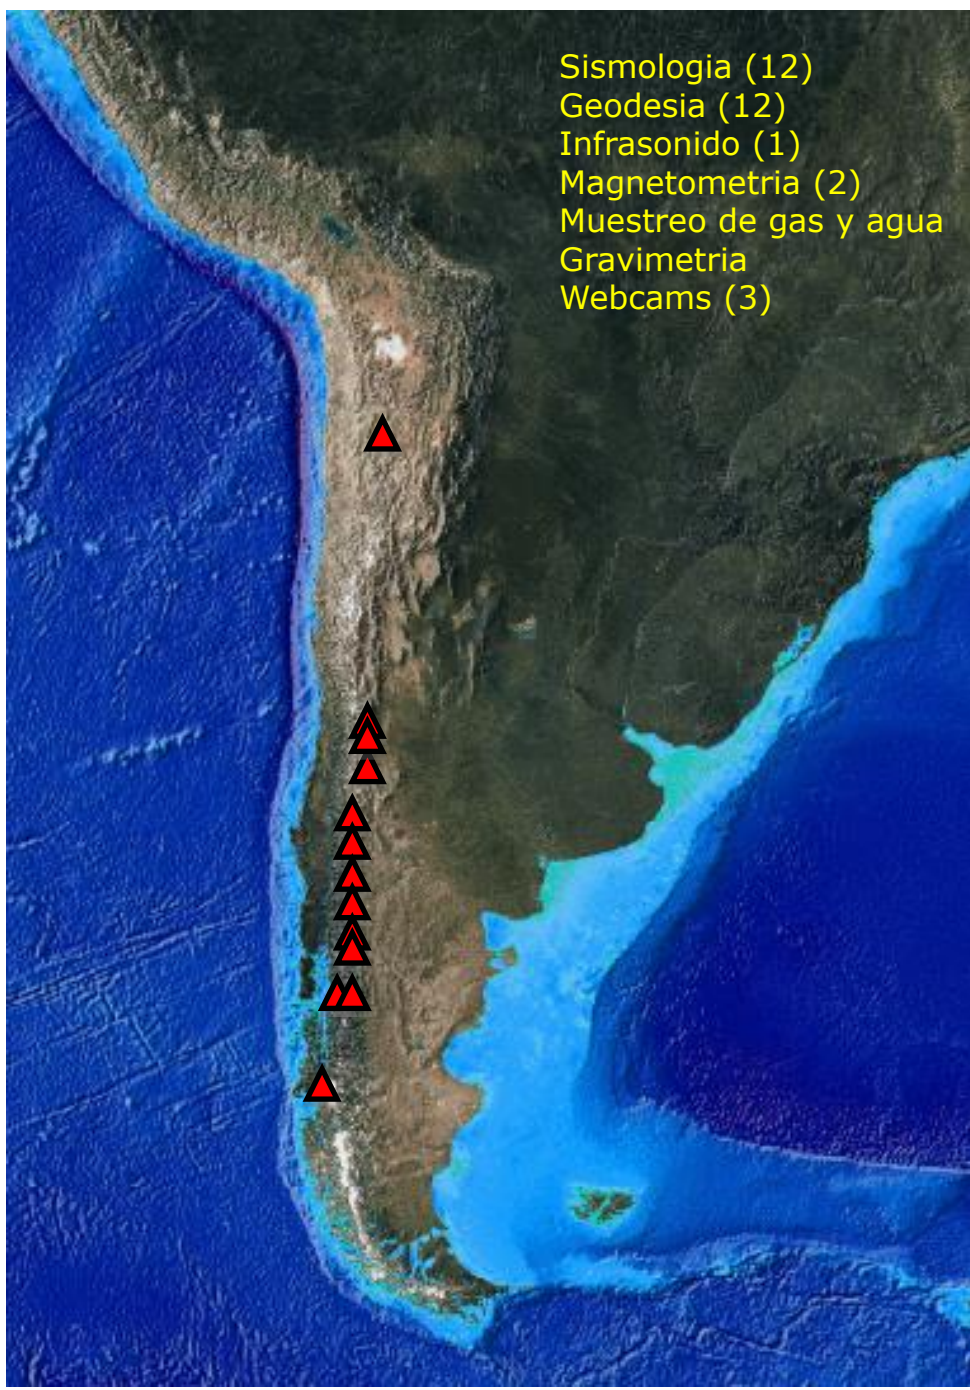 Sismologia (12)
Geodesia (12)
Infrasonido (1)
Magnetometria (2)
Muestreo de gas y agua
Gravimetria
Webcams (3)